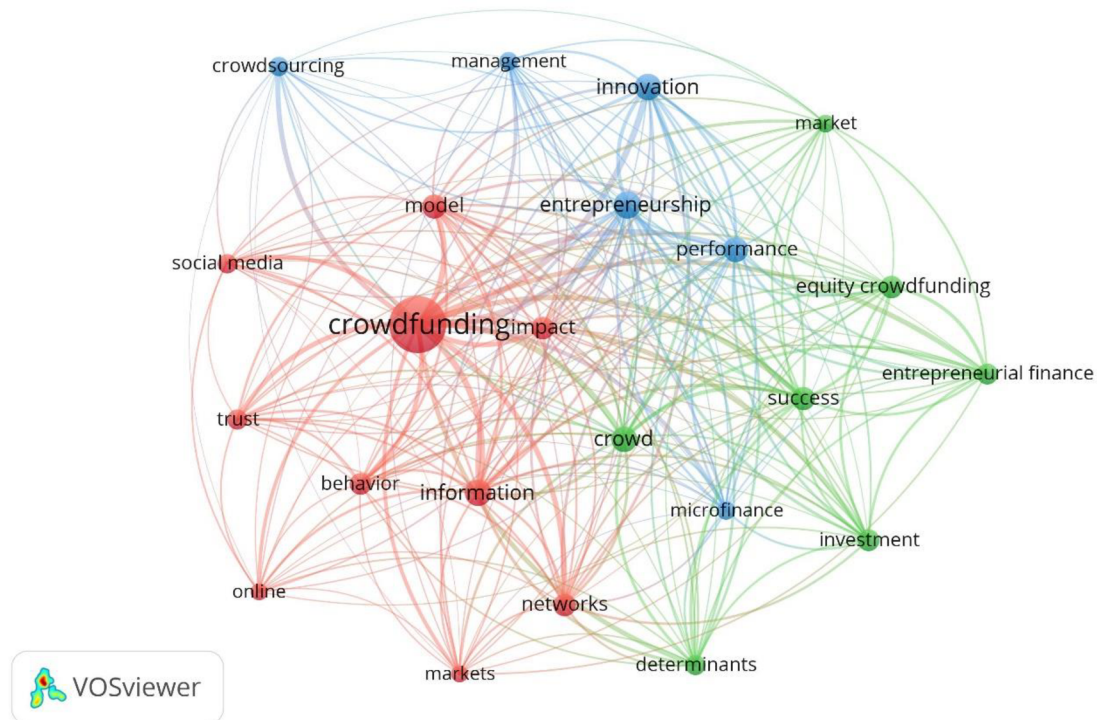 crowdsourcing
management
innovation
market
model
entrepreneurship
performance
social media
equity crowdfunding
crowdfunding
impact
entrepreneurial finance
success
trust
crowd
behavior
information
microfinance
investment
online
networks
determinants
markets
VOSviewer